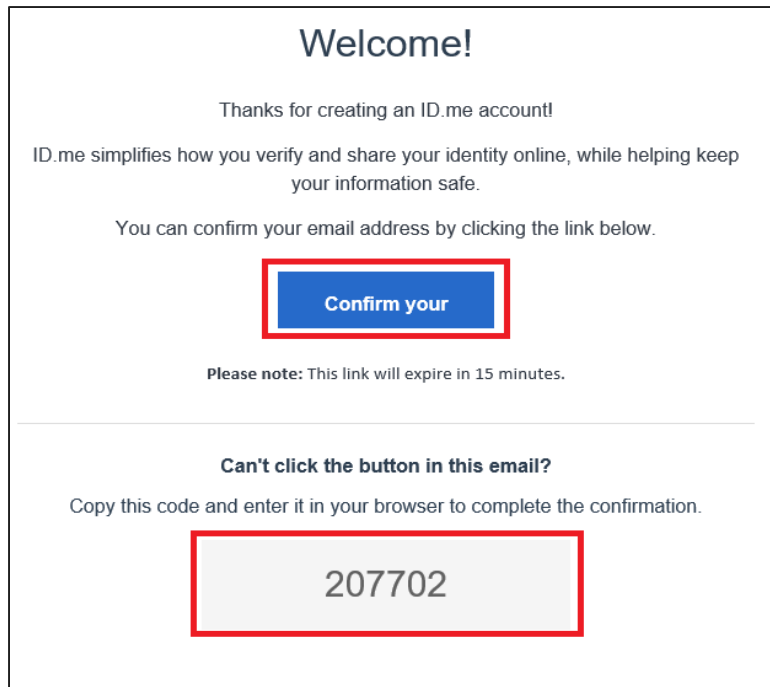 Welcome!
Thanks for creating an ID.me account!
ID.me simplifies how you verify and share your identity online, while helping keep
your information safe.
You can confirm your email address by clicking the link below.
Confirm your
Please note: This link will expire in 15 minutes.
Can't click the button in this email?
Copy this code and enter it in your browser to complete the confirmation.
207702